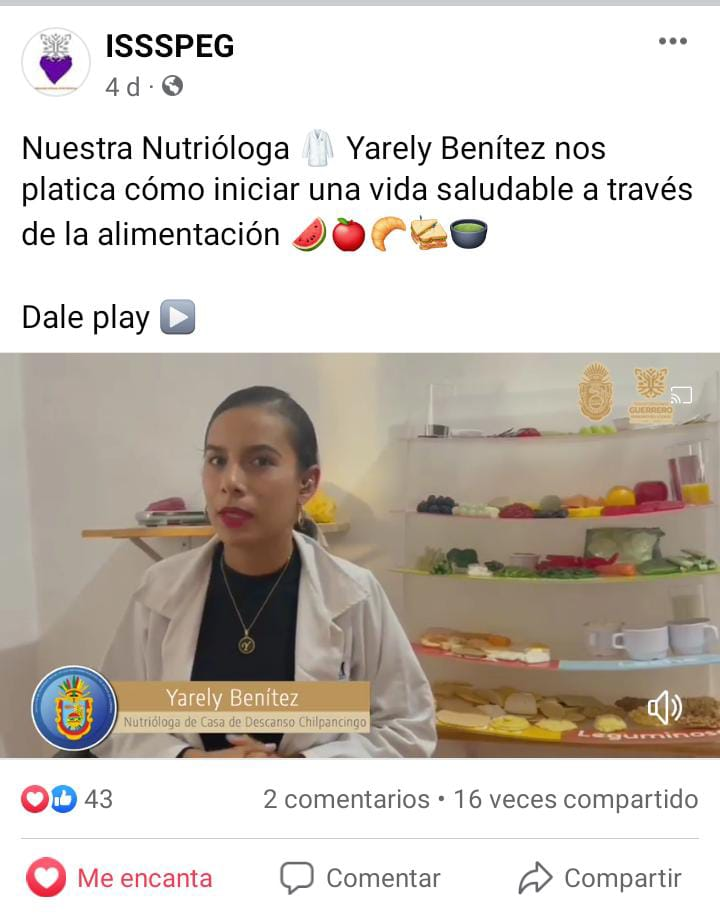 ISSSPEG
4 d ·
Nuestra Nutrióloga 🥼 Yarely Benítez nos
platica cómo iniciar una vida saludable a través
de la alimentación 🍉🍎🥐🥪🍵
Dale play ▶️
GUERRERO
Yarely Benítez
Nutrióloga de Casa de Descanso Chilpancingo
Leguminos
43
2 comentarios • 16 veces compartido
Me encanta
Comentar
Compartir